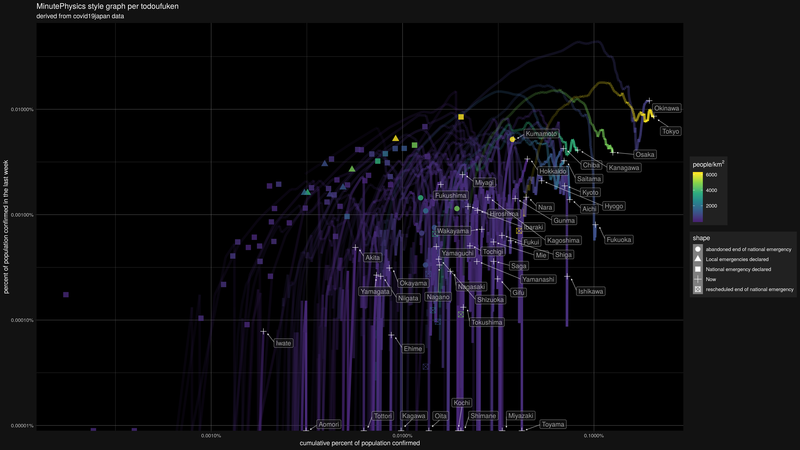 MinutePhysics style graph per todoufuken
derived from covid19japan data
percent of population confirmed in the last week
0.01000%
0.00100%
0.00010%
0.00001%
Okinawa
Tokyo
Kumamoto
Osaka
Chiba
Kanagawa
Hokkaido
Saitama
Miyagi
Kyoto
Fukushima
Hyogo
Nara
Aichi
Hiroshima
Gunma
Ibaraki
Wakayama
Fukui
Kagoshima
Fukuoka
Yamaguchi
Tochigi
Mie
Shiga
Akita
Saga
Okayama
Yamanashi
Nagasaki
Yamagata
Niigata
Nagano
Shizuoka
Gifu
Ishikawa
Tokushima
Iwate
Ehime
Kochi
Aomori
Tottori
Kagawa
Oita
Shimane
Miyazaki
Toyama
0.0010%
0.0100%
0.1000%
cumulative percent of population confirmed
people/km²
6000
4000
2000
shape
abandoned end of national emergency
Local emergencies declared
National emergency declared
Now
rescheduled end of national emergency